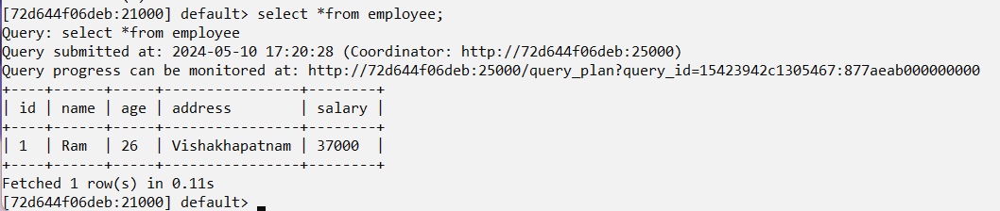 [72d644f06deb:21000] default> select *from employee;
Query: select *from employee
Query submitted at: 2024-05-10 17:20:28 (Coordinator: http://72d644f06deb:25000)
Query progress can be monitored at: http://72d644f06deb:25000/query_plan?query_id=15423942c1305467:877aeab000000000
+----+------+-----+---------------+--------+
| id | name | age | address       | salary |
+----+------+-----+---------------+--------+
| 1  | Ram  | 26  | Vishakhapatnam | 37000  |
+----+------+-----+---------------+--------+
Fetched 1 row(s) in 0.11s
[72d644f06deb:21000] default>